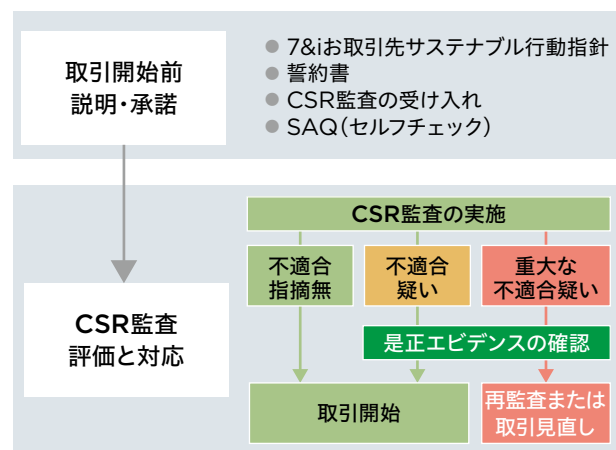 取引開始前
説明・承諾
7&iお取引先サステナブル行動指針
誓約書
CSR監査の受け入れ
SAQ（セルフチェック）
CSR監査
評価と対応
CSR監査の実施
不適合
指摘無
不適合
疑い
重大な
不適合疑い
是正エビデンスの確認
取引開始
再監査または
取引見直し